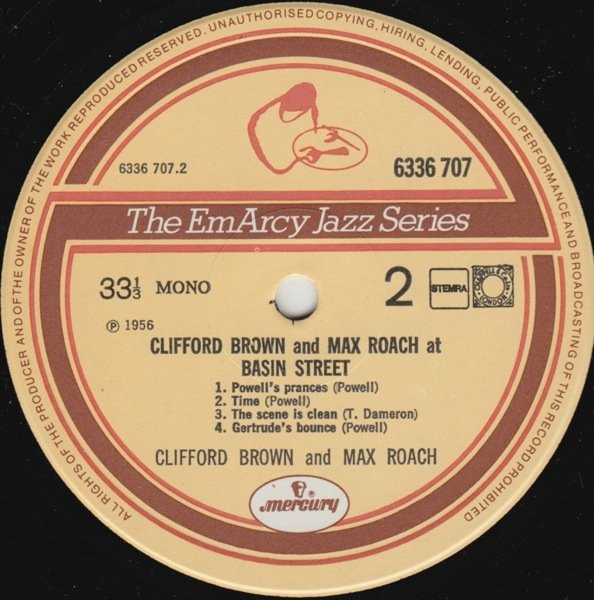 ALL RIGHTS OF THE PRODUCER AND OF THE OWNER OF THE WORK REPRODUCED RESERVED. UNAUTHORISED COPYING, HIRING, LENDING, PUBLIC PERFORMANCE AND BROADCASTING OF THIS RECORD PROHIBITED
6336 707.2
6336 707
The EmArcy Jazz Series
33⅓ MONO
2
STEMRA
℗ 1956
CLIFFORD BROWN and MAX ROACH at
BASIN STREET
1. Powell's prances (Powell)
2. Time (Powell)
3. The scene is clean (T. Dameron)
4. Gertrude's bounce (Powell)
CLIFFORD BROWN and MAX ROACH
mercury